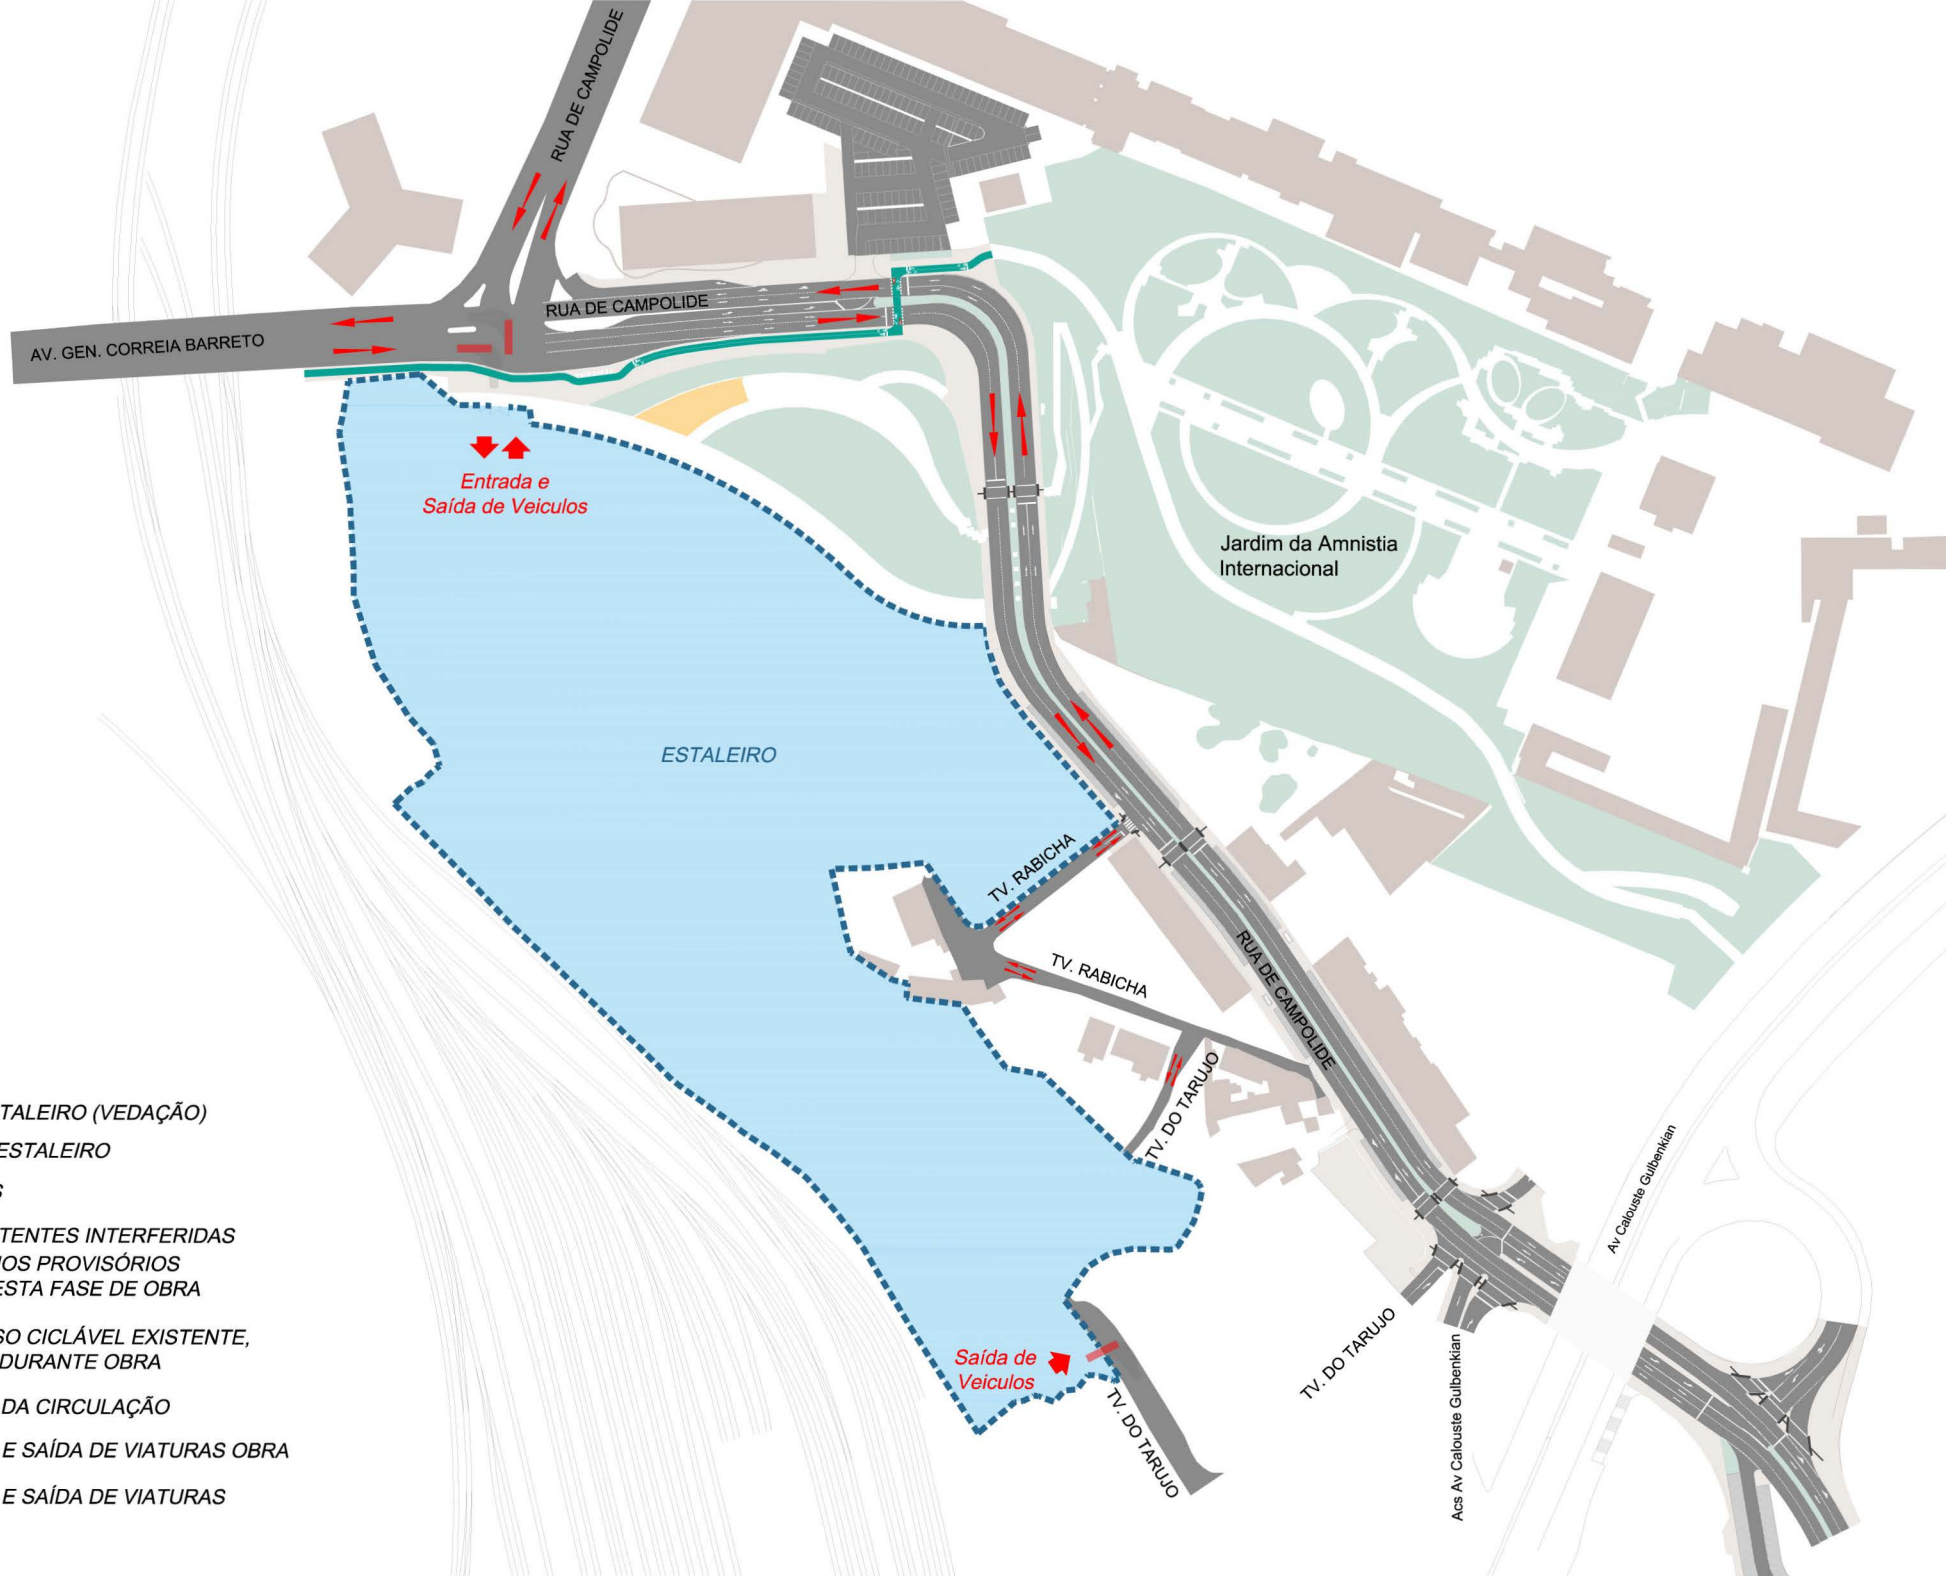 RUA DE CAMPOLIDE
RUA DE CAMPOLIDE
AV. GEN. CORREIA BARRETO
Entrada e
Saída de Veiculos
Jardim da Amnistia
Internacional
ESTALEIRO
TV. RABICHA
TV. RABICHA
RUA DE CAMPOLIDE
TV. DO TARUJO
Av Calouste Gulbenkian
Saída de
Veiculos
TV. DO TARUJO
TV. DO TARUJO
Acs Av Calouste Gulbenkian
TALEIRO (VEDAÇÃO)
ESTALEIRO
S
TENTES INTERFERIDAS
IOS PROVISÓRIOS
ESTA FASE DE OBRA
SO CICLÁVEL EXISTENTE,
DURANTE OBRA
DA CIRCULAÇÃO
E SAÍDA DE VIATURAS OBRA
E SAÍDA DE VIATURAS